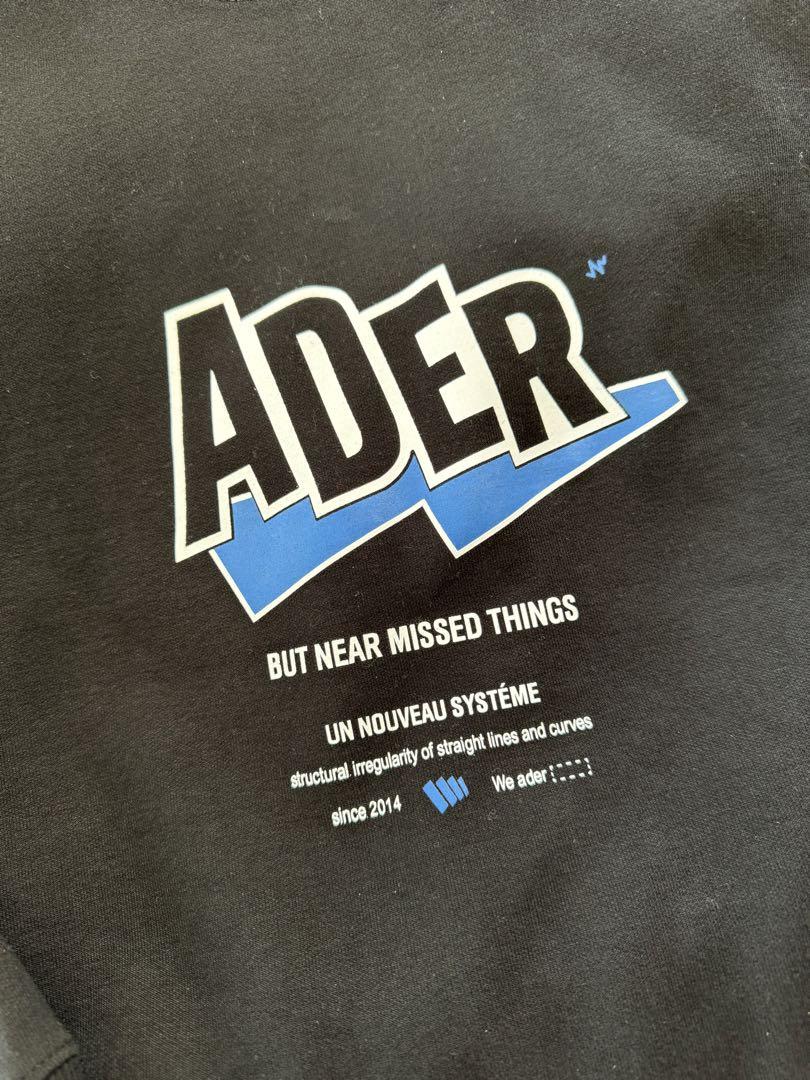 ADER
BUT NEAR MISSED THINGS
UN NOUVEAU SYSTÉME
structural irregularity of straight lines and curves
since 2014 We ader